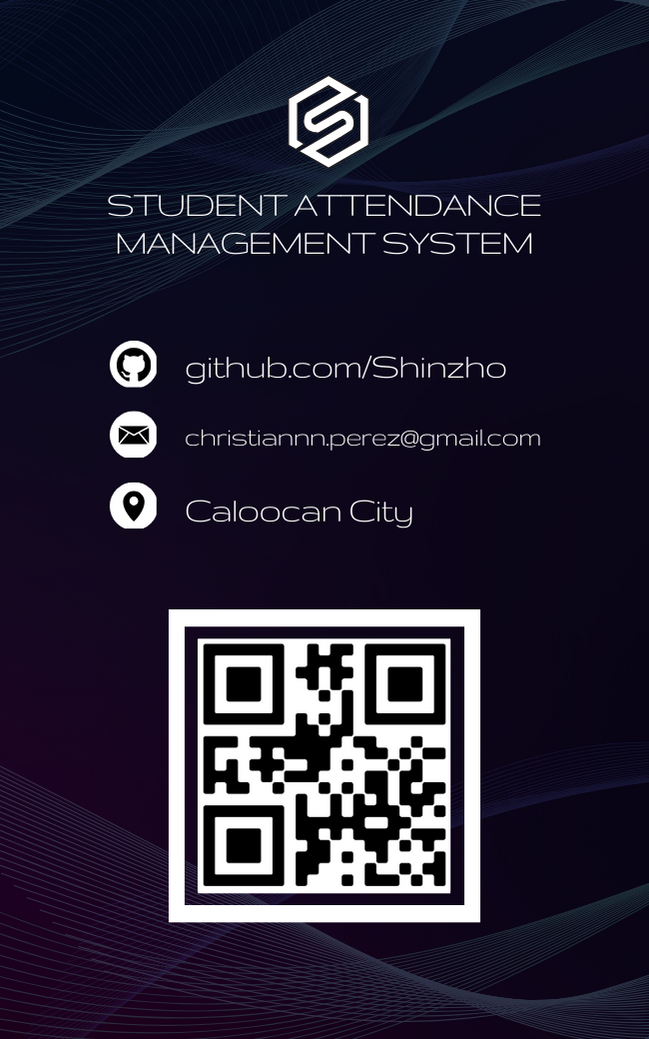 STUDENT ATTENDANCE
MANAGEMENT SYSTEM
github.com/Shinzho
christiannn.perez@gmail.com
Caloocan City